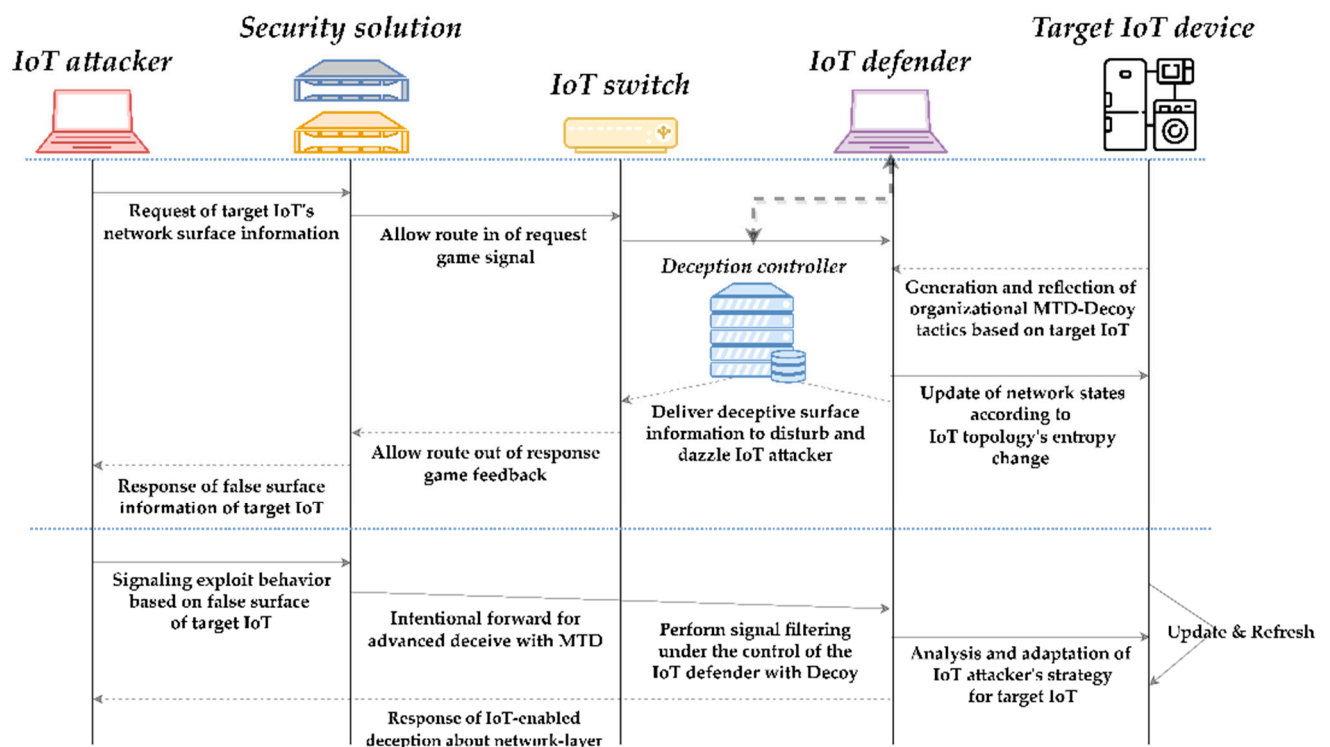 Security solution
Target IoT device
IoT attacker
IoT defender
IoT switch
Request of target IoT's
network surface information
Allow route in of request
game signal
Deception controller
Generation and reflection of
organizational MTD-Decoy
tactics based on target IoT
Update of network states
according to
IoT topology's entropy
change
Deliver deceptive surface
information to disturb and
dazzle IoT attacker
Allow route out of response
game feedback
Response of false surface
information of target IoT
Signaling exploit behavior
based on false surface
of target IoT
Intentional forward for
advanced deceive with MTD
Perform signal filtering
under the control of the
IoT defender with Decoy
Update & Refresh
Analysis and adaptation of
IoT attacker's strategy
for target IoT
Response of IoT-enabled
deception about network-layer